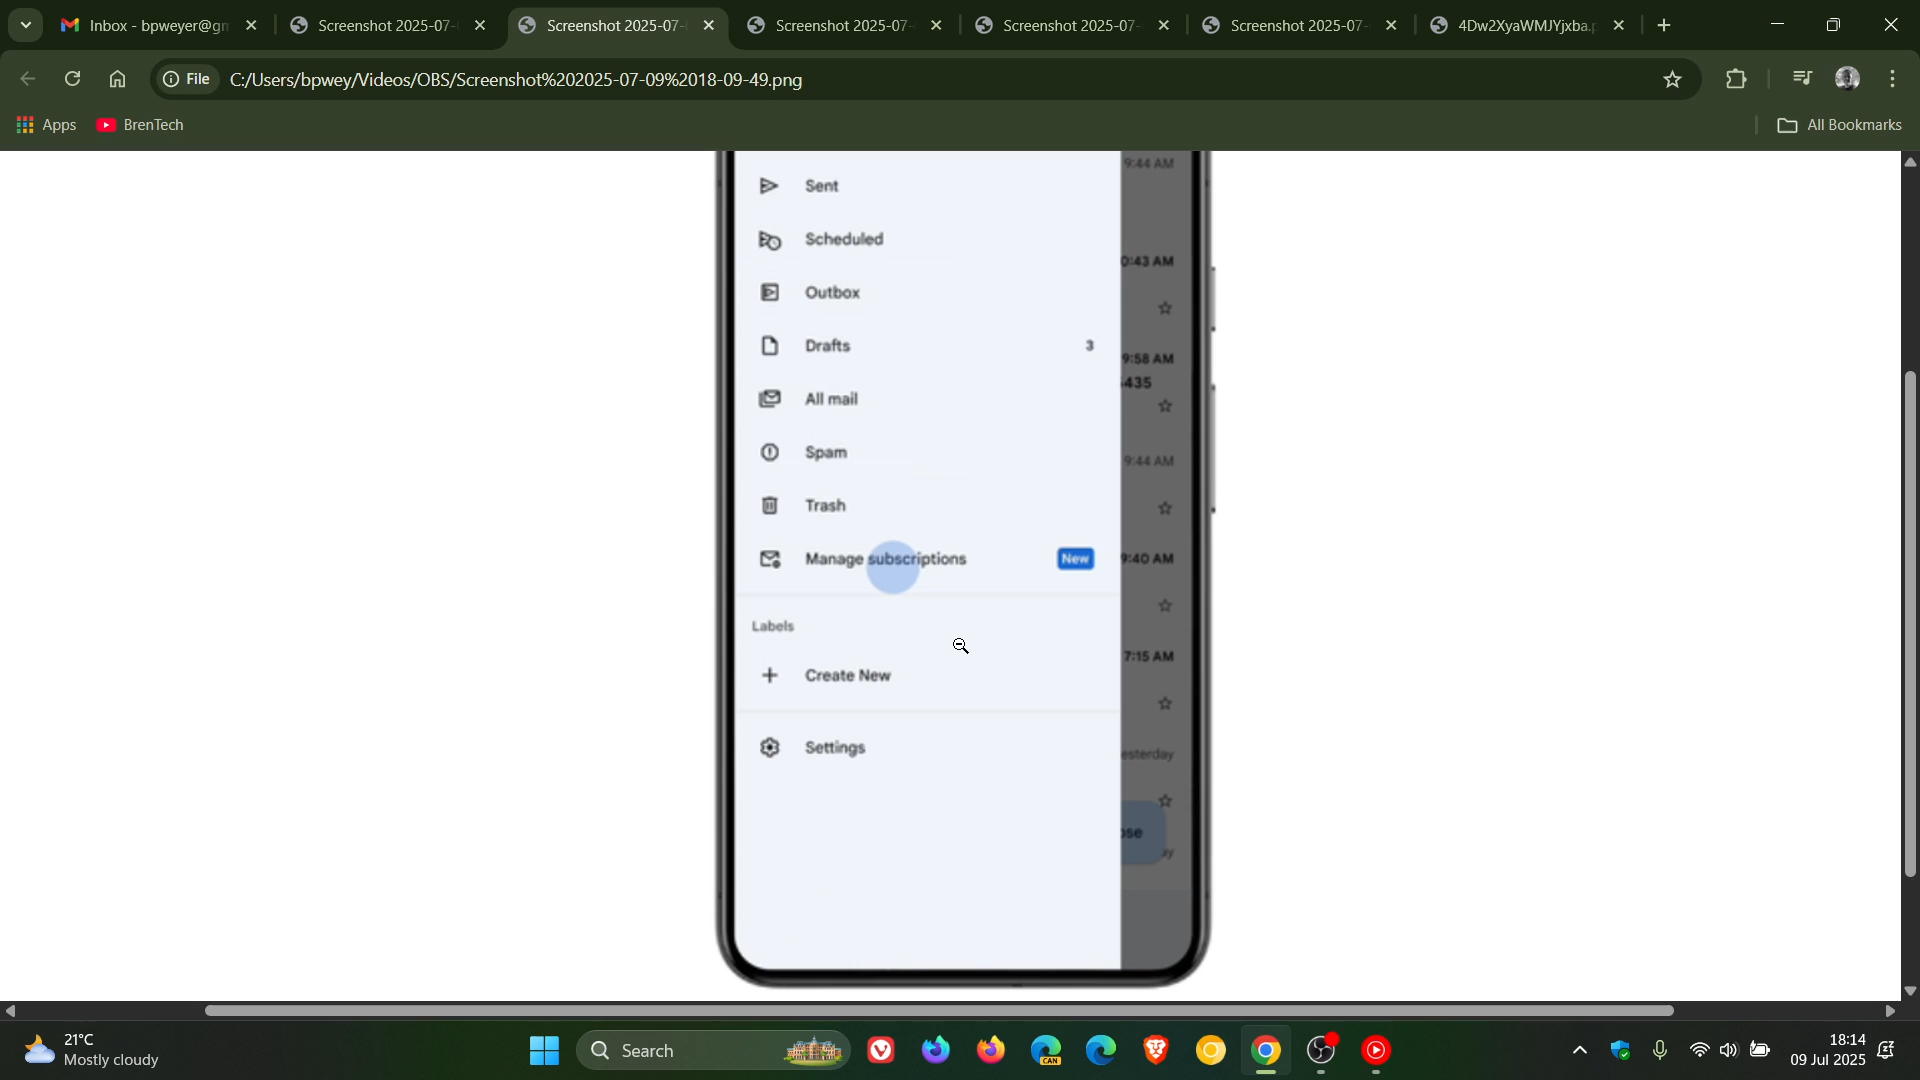 Inbox - bpweyer@gm
Screenshot 2025-07-
Screenshot 2025-07-
Screenshot 2025-07-
Screenshot 2025-07-
Screenshot 2025-07-
4Dw2XyaWMJYjxba.p
File
C:/Users/bpwey/Videos/OBS/Screenshot%202025-07-09%2018-09-49.png
Apps
BrenTech
All Bookmarks
9:44 AM
Sent
Scheduled
0:43 AM
Outbox
Drafts 3
9:58 AM
435
All mail
Spam
9:44 AM
Trash
Manage subscriptions New
9:40 AM
Labels
7:15 AM
Create New
Settings
esterday
ose
ay
21°C
Mostly cloudy
Search
CAN
18:14
09 Jul 2025